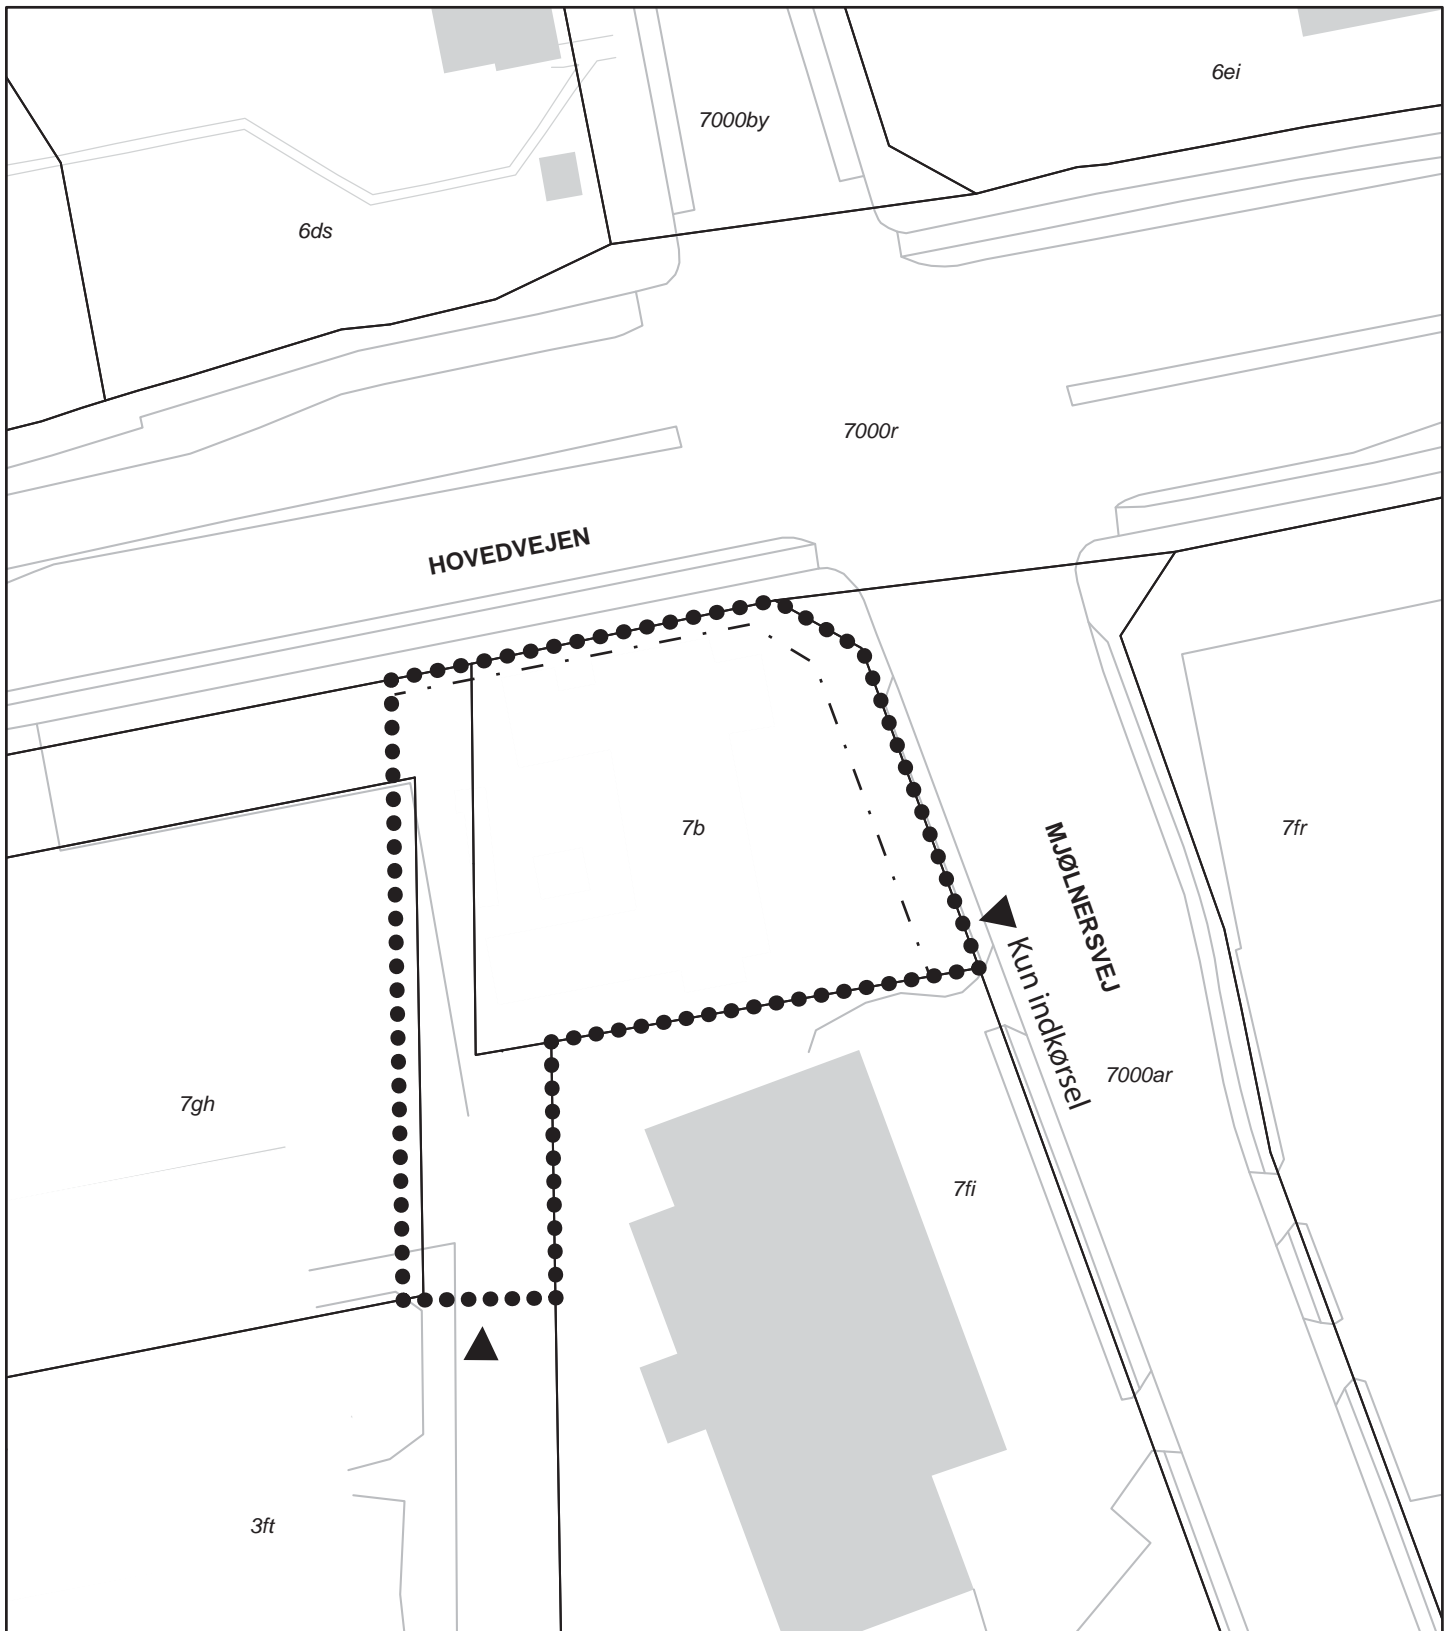 6ei
7000by
6ds
7000r
HOVEDVEJEN
7b
7fr
MJØLNERSVEJ
Kun indkørsel
7000ar
7gh
7fi
3ft